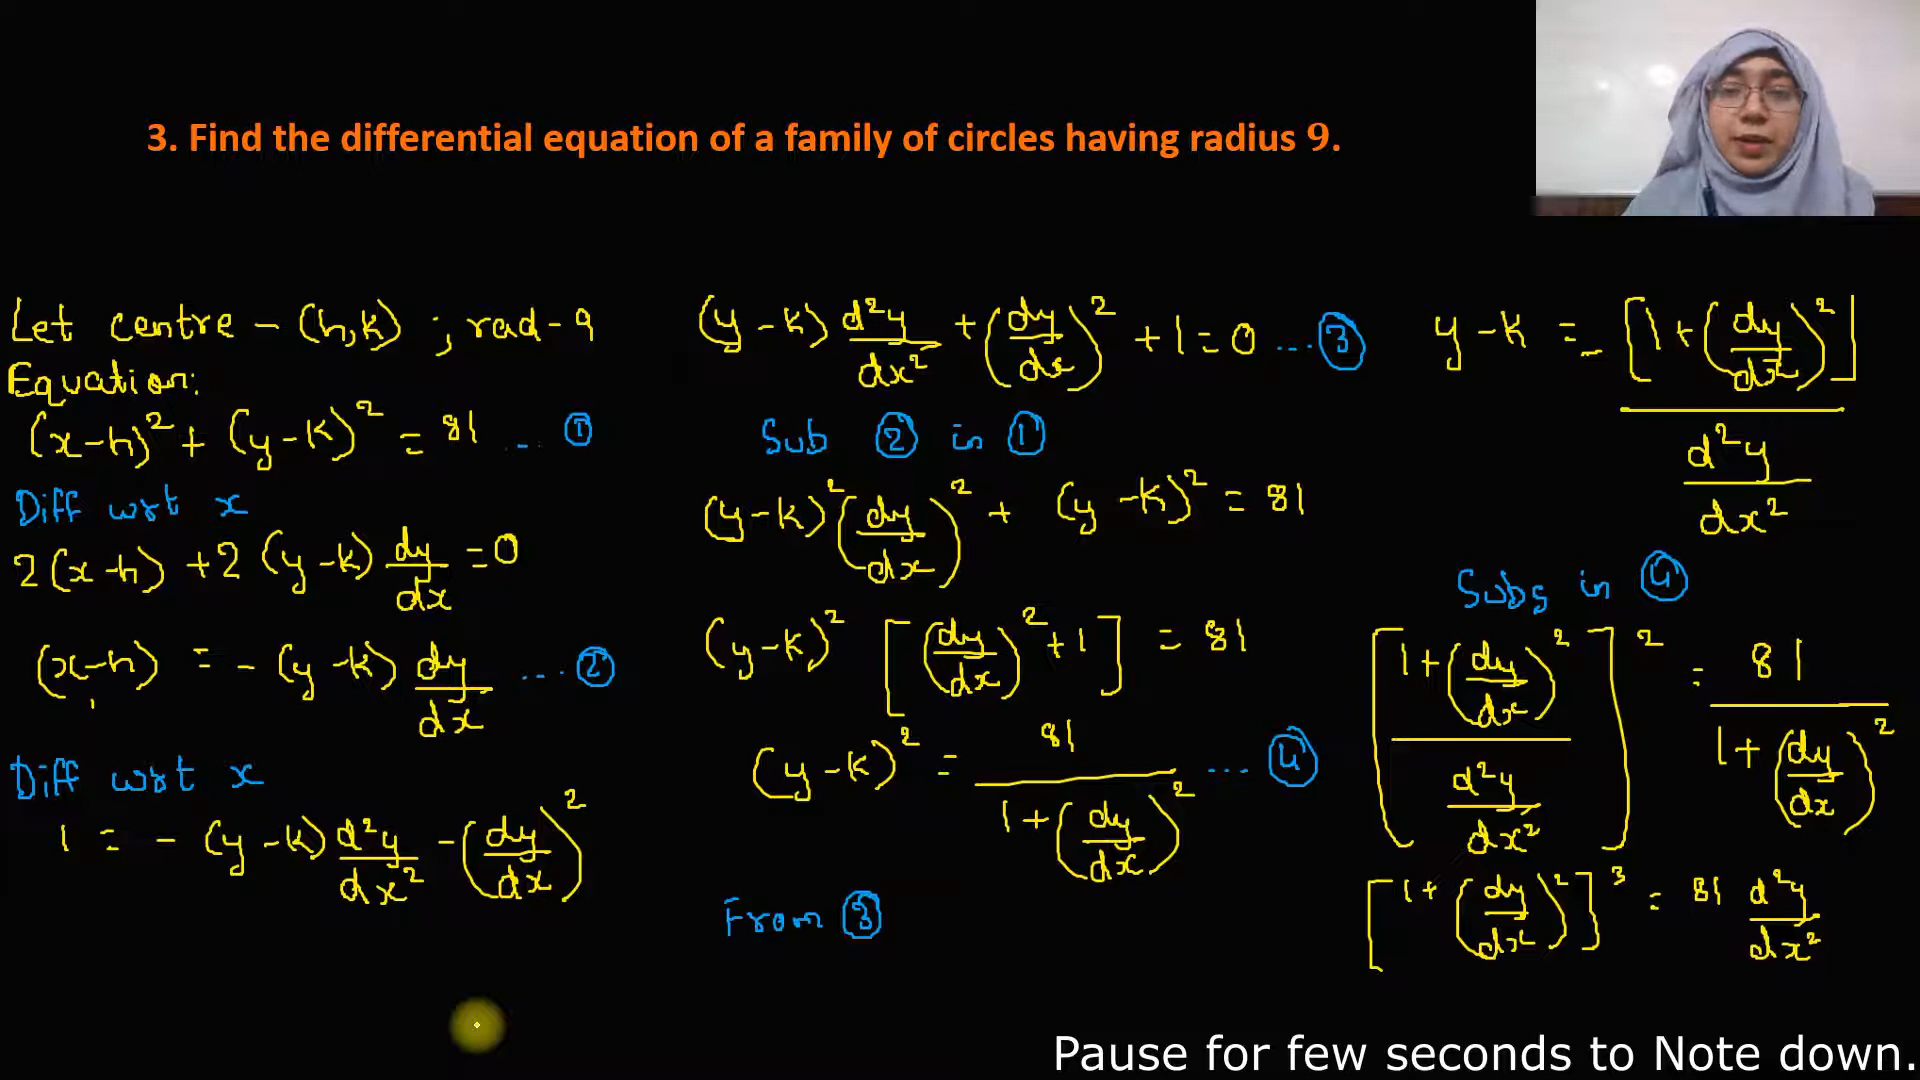 3. Find the differential equation of a family of circles having radius 9.
Let centre - (h,k) ; rad - 9
Equation:
(x-h)² + (y-k)² = 81 ... ①
Diff wrt x
2(x-h) + 2(y-k) dy/dx = 0
(x-h) = - (y-k) dy/dx ... ②
Diff wrt x
1 = - (y-k) d²y/dx² - (dy/dx)²
(y-k) d²y/dx² + (dy/dx)² + 1 = 0 ... ③
Sub ② in ①
(y-k)² (dy/dx)² + (y-k)² = 81
(y-k)² [(dy/dx)² + 1] = 81
(y-k)² = 81 / 1 + (dy/dx)² ... ④
From ③
y-k = - [1 + (dy/dx)²] / d²y/dx²
Subs in ④
[1 + (dy/dx)² / d²y/dx²]² = 81 / 1 + (dy/dx)²
[1 + (dy/dx)²]³ = 81 d²y/dx²
Pause for few seconds to Note down.